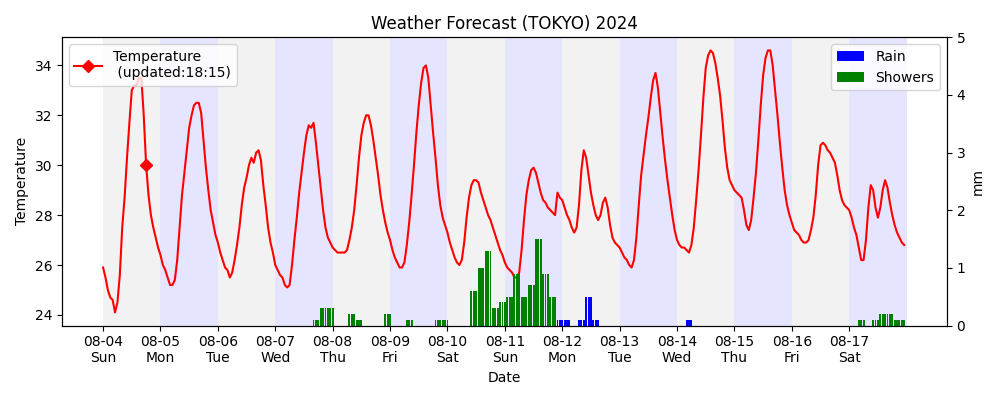 Weather Forecast (TOKYO) 2024
Temperature
(updated:18:15)
Rain
Showers
34
32
30
28
26
24
Temperature
5
4
3
2
1
0
mm
08-04 08-05 08-06 08-07 08-08 08-09 08-10 08-11 08-12 08-13 08-14 08-15 08-16 08-17
Sun Mon Tue Wed Thu Fri Sat Sun Mon Tue Wed Thu Fri Sat
Date